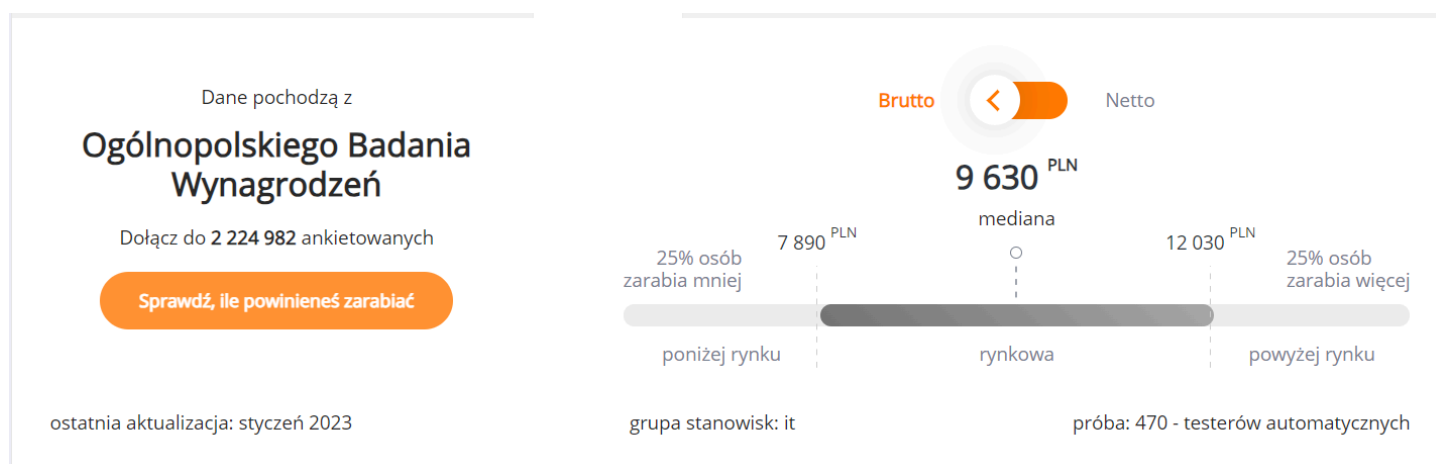 Dane pochodzą z
Ogólnopolskiego Badania
Wynagrodzeń
Dołącz do 2 224 982 ankietowanych
Sprawdź, ile powinieneś zarabiać
ostatnia aktualizacja: styczeń 2023
Brutto
Netto
9 630 PLN
mediana
25% osób
zarabia mniej
7 890 PLN
12 030 PLN
25% osób
zarabia więcej
poniżej rynku
rynkowa
powyżej rynku
grupa stanowisk: it
próba: 470 - testerów automatycznych